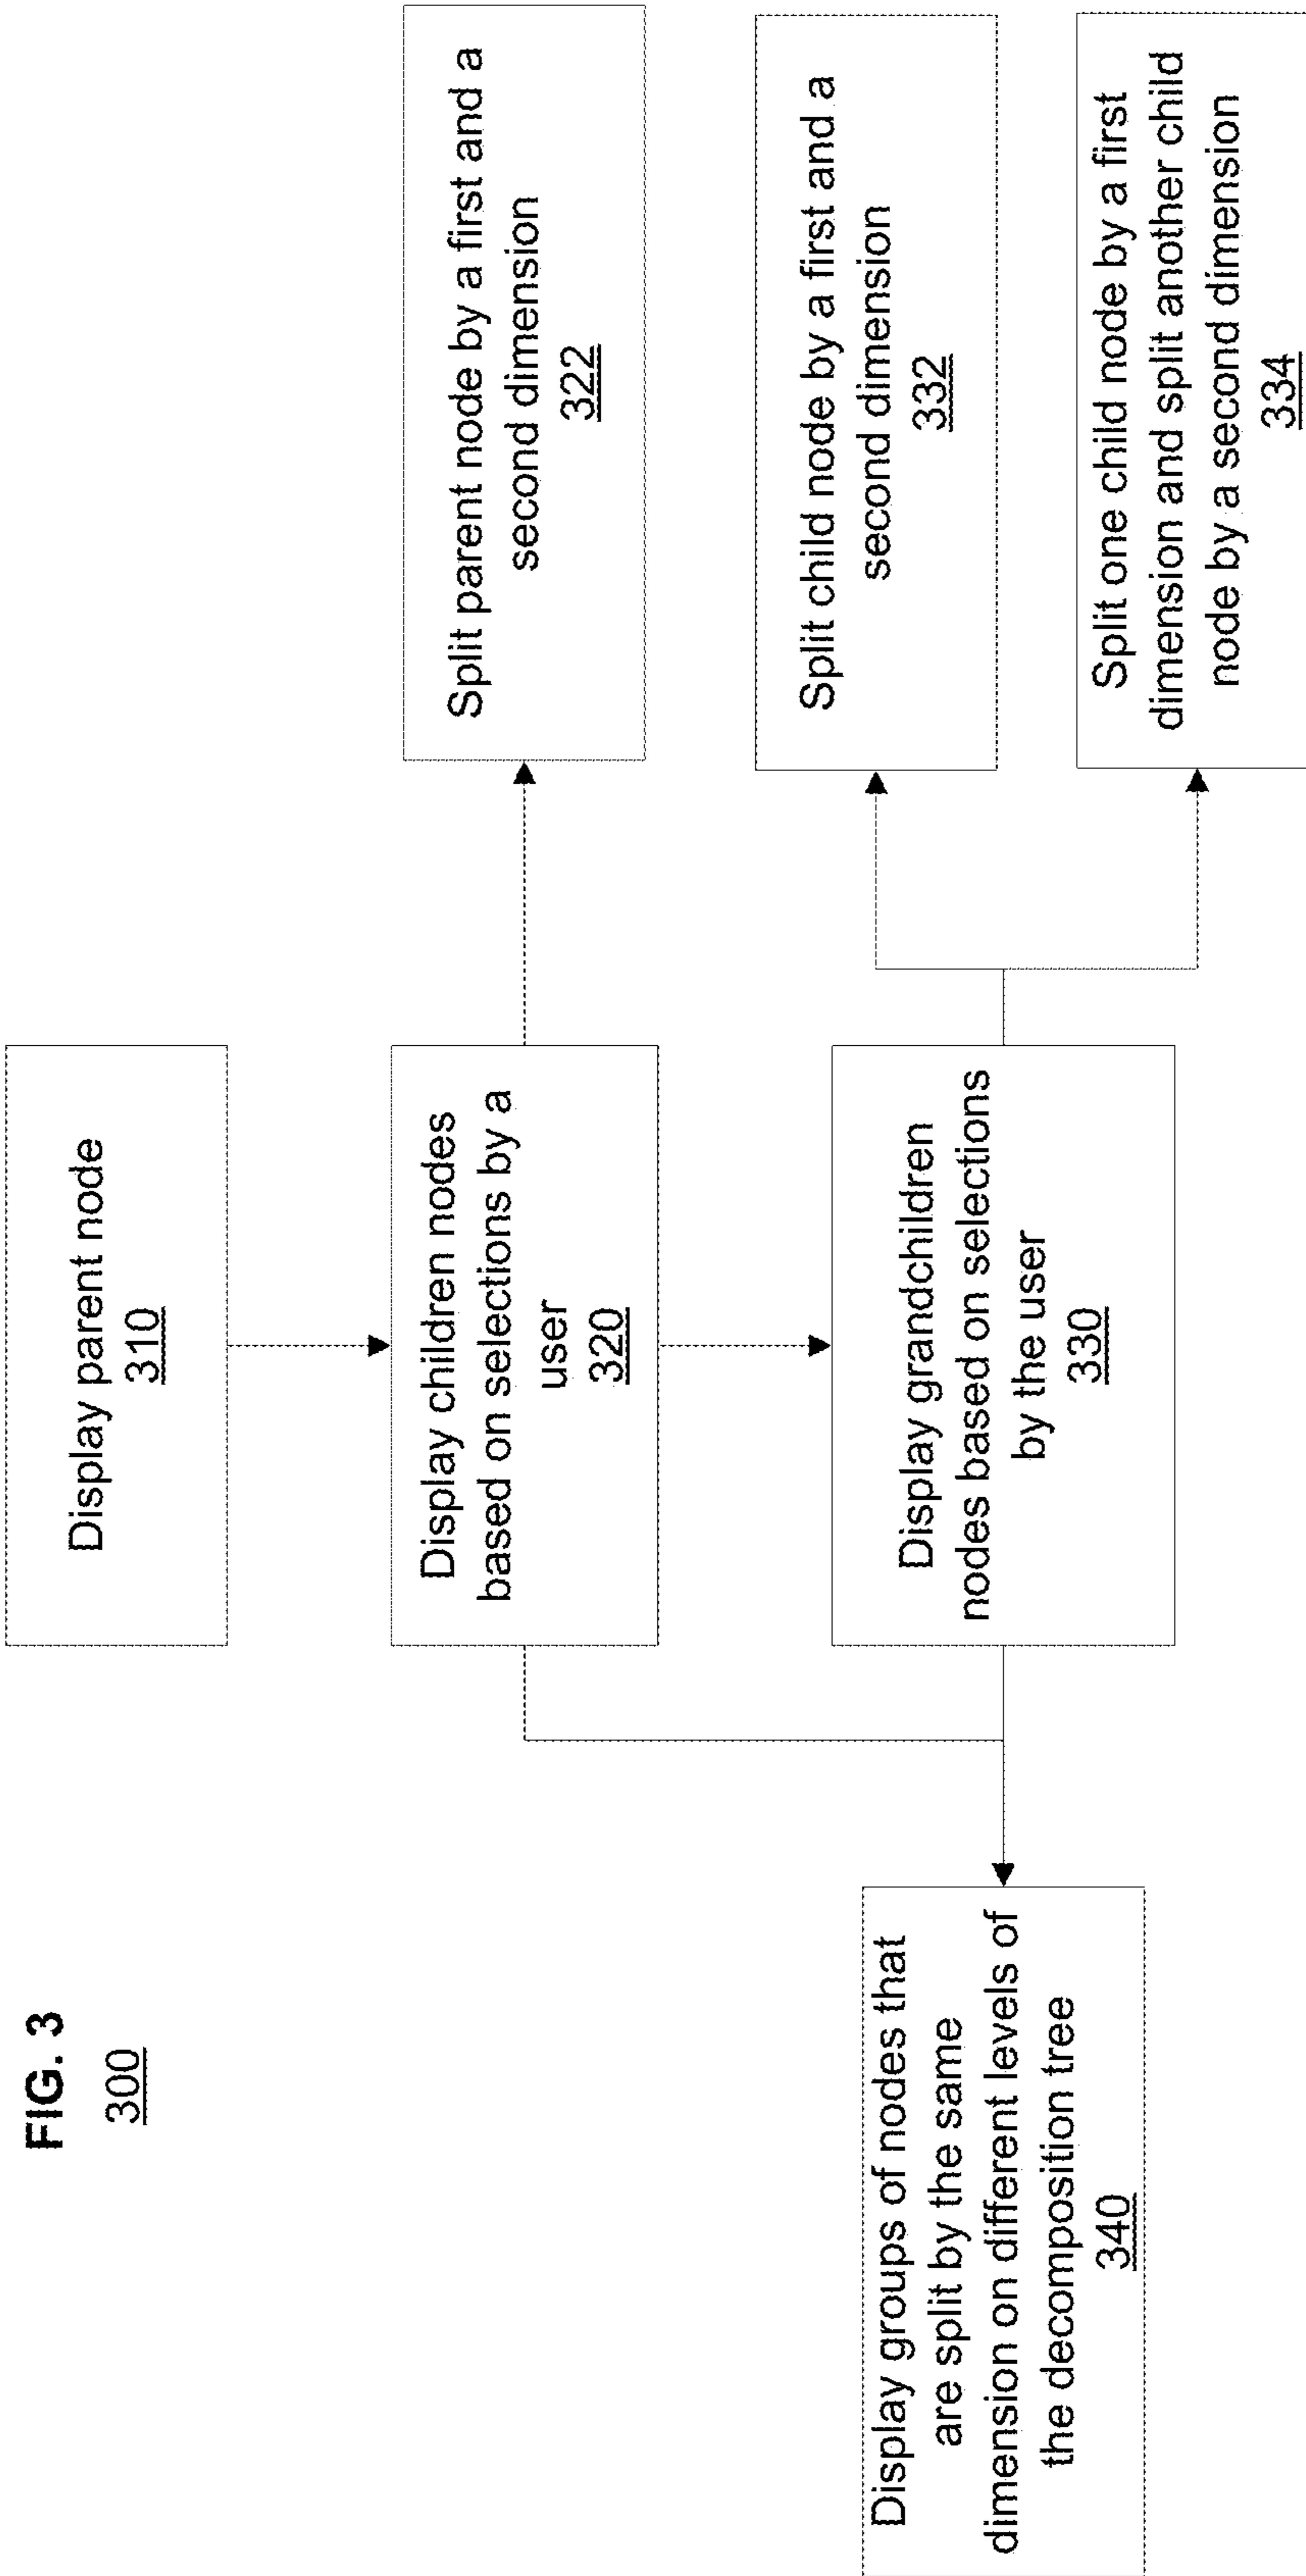 FIG. 3
300
Display parent node
310
Display children nodes
based on selections by a
user
320
Split parent node by a first and a
second dimension
322
Display grandchildren
nodes based on selections
by the user
330
Split child node by a first and a
second dimension
332
Split one child node by a first
dimension and split another child
node by a second dimension
334
Display groups of nodes that
are split by the same
dimension on different levels of
the decomposition tree
340